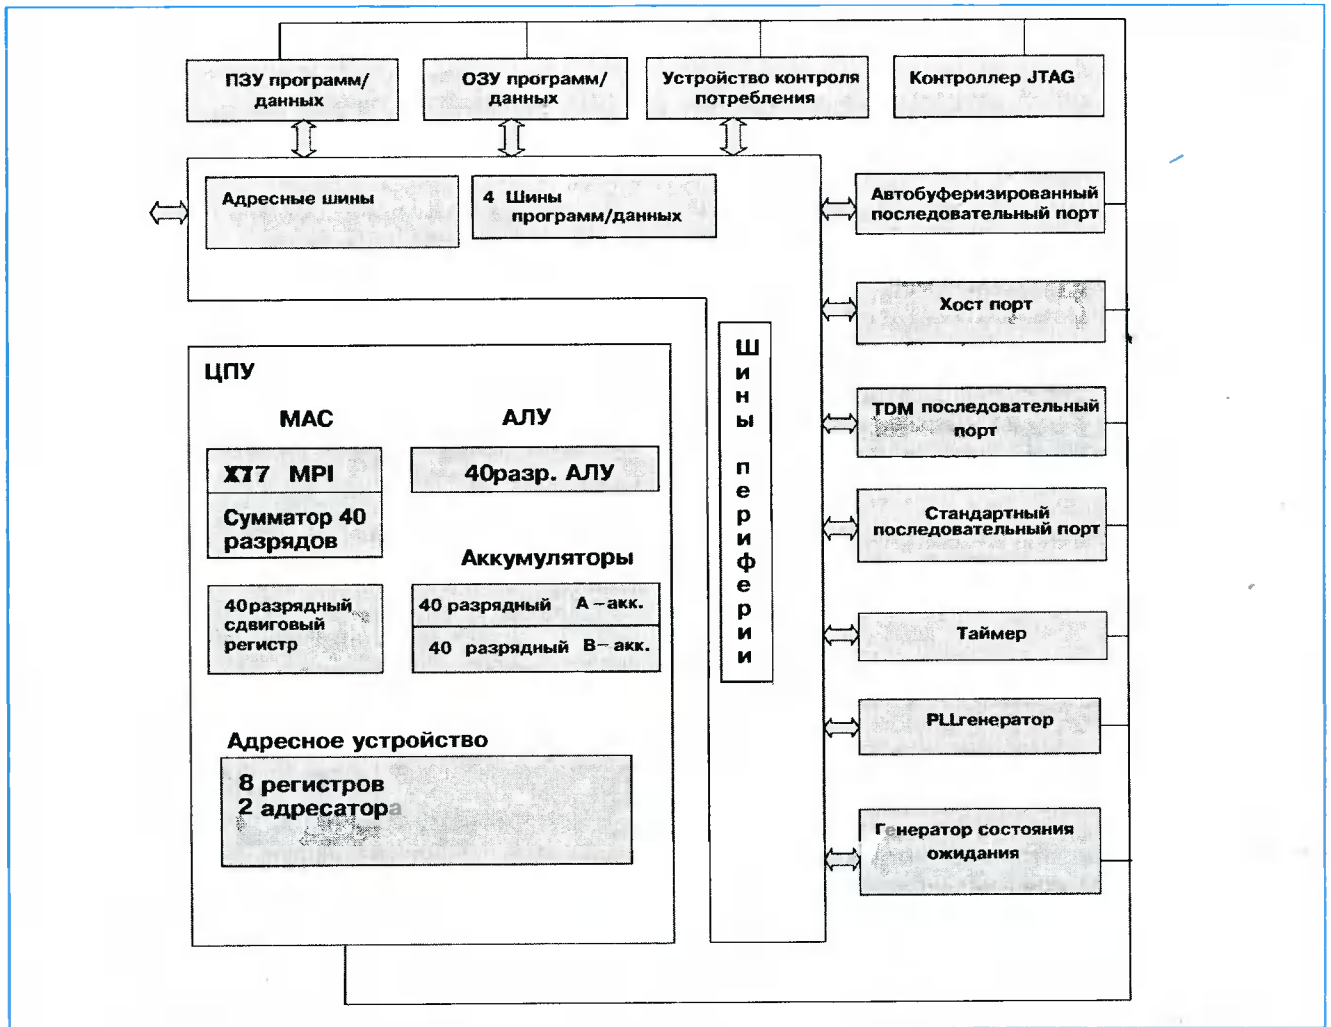 ПЗУ программ/
данных
ОЗУ программ/
данных
Устройство контроля
потребления
Контроллер JTAG
Адресные шины
4 Шины
программ/данных
Автобуферизированный
последовательный порт
Хост порт
TDM последовательный
порт
Стандартный
последовательный порт
Таймер
PLLгенератор
Генератор состояния
ожидания
Шины периферии
ЦПУ
МАС
АЛУ
X17 MPI
40разр. АЛУ
Сумматор 40
разрядов
Аккумуляторы
40разрядный
сдвиговый
регистр
40 разрядный А-акк.
40 разрядный В-акк.
Адресное устройство
8 регистров
2 адресатора